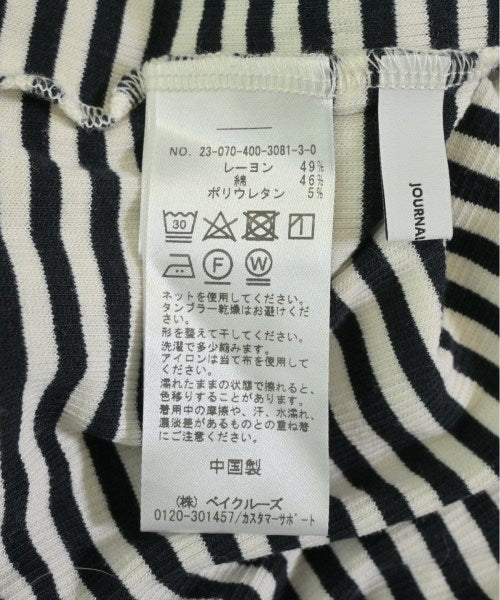 NO. 23-070-400-3081-3-0
レーヨン 49%
綿 46%
ポリウレタン 5%
30
F W
ネットを使用してください。
タンブラー乾燥はお避けくださ
い。
形を整えて干してください。
洗濯で多少縮みます。
アイロンは当て布を使用して
ください。
濡れたままの状態で擦れると、
色移りすることがあります。
着用中の摩擦や、汗、水濡れ、
濃淡差があるものとの重ね着
にご注意ください。
中国製
(株) ベイクルーズ
0120-301457/カスタマーサポート
JOURNAL